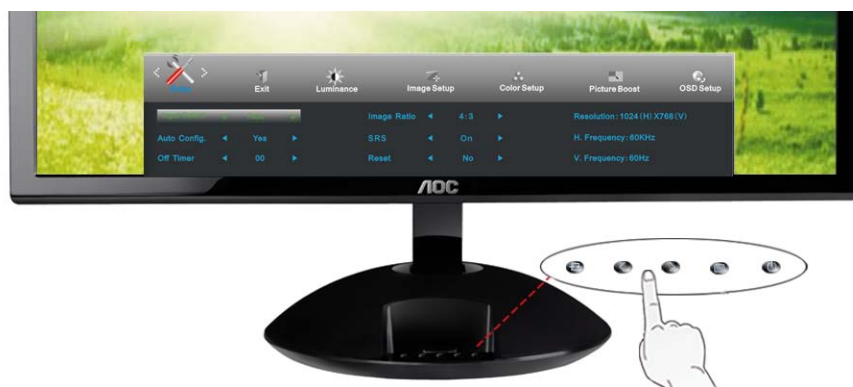 Exit Luminance Image Setup Color Setup Picture Boost OSD Setup
Image Ratio 4:3 Resolution:1024(H)X768(V)
Auto Config. Yes SRS On H. Frequency:60KHz
Off Timer 00 Reset No V. Frequency:60Hz
AOC